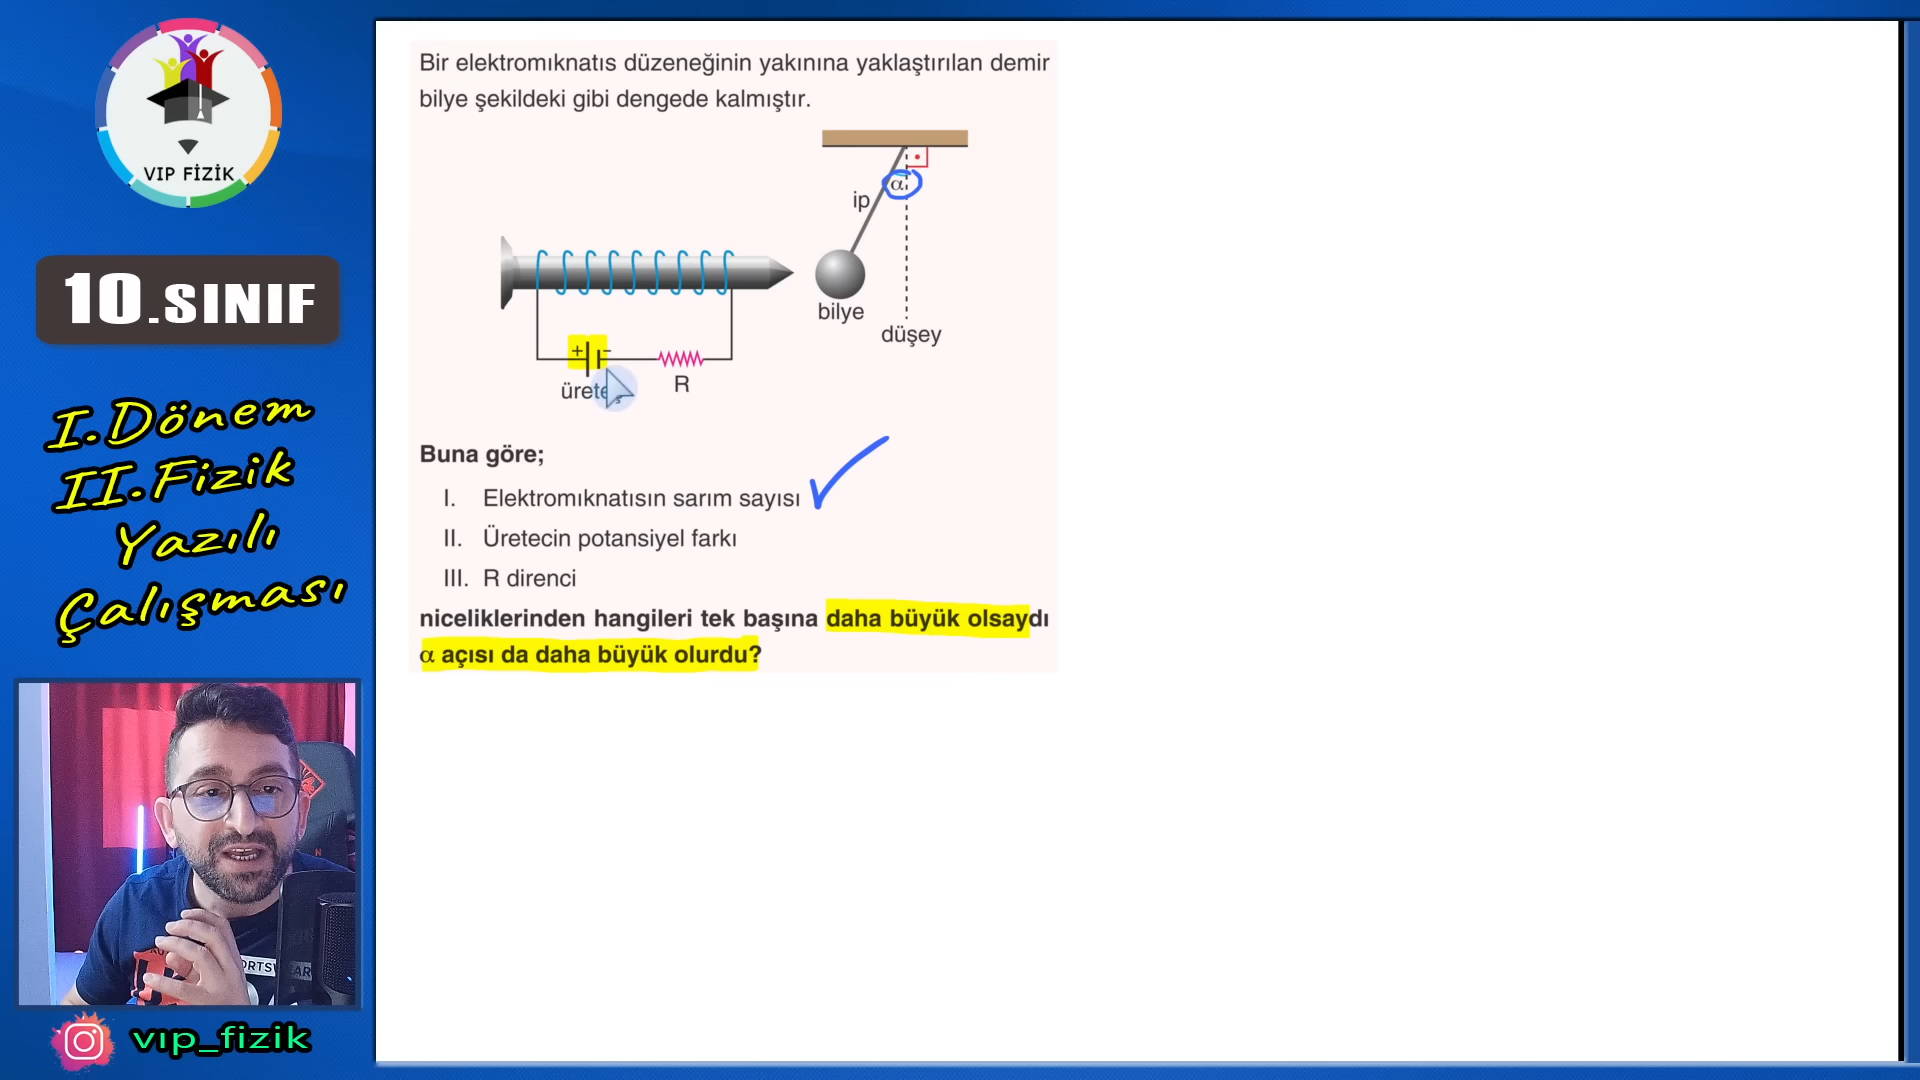 VIP FİZİK
10.SINIF
I.Dönem
II.Fizik
Yazılı
Çalışması
vıp_fizik
Bir elektromıknatıs düzeneğinin yakınına yaklaştırılan demir
bilye şekildeki gibi dengede kalmıştır.
α
ip
bilye
düşey
+ −
R
Buna göre;
I. Elektromıknatısın sarım sayısı
II. Üretecin potansiyel farkı
III. R direnci
niceliklerinden hangileri tek başına daha büyük olsaydı
α açısı da daha büyük olurdu?